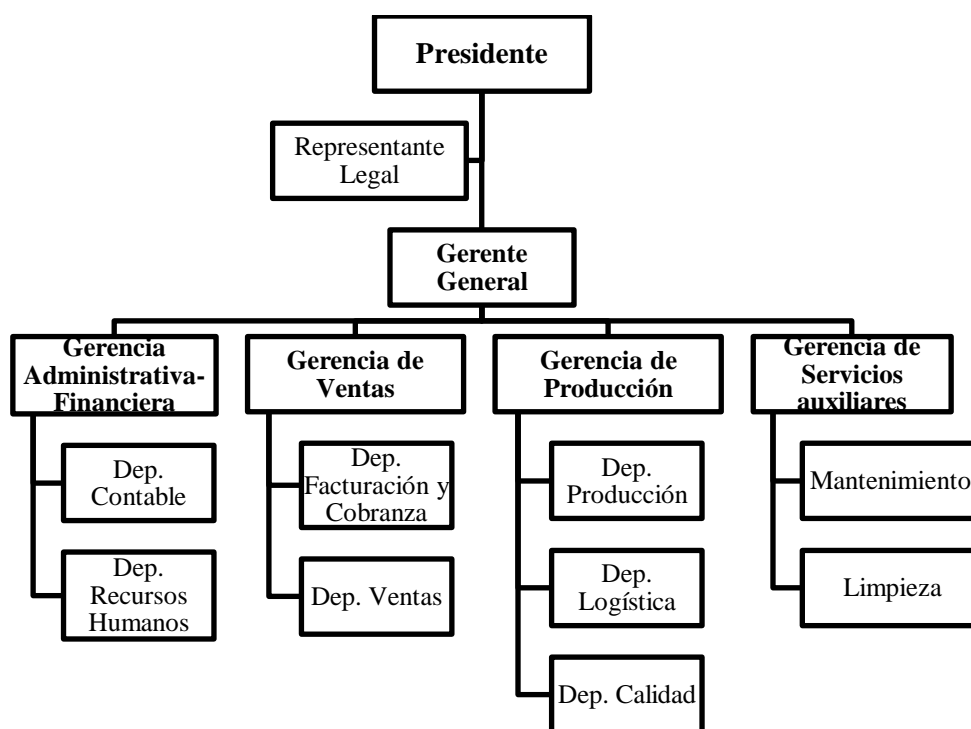 Presidente
Representante
Legal
Gerente
General
Gerencia
Administrativa-
Financiera
Gerencia de
Ventas
Gerencia de
Producción
Gerencia de
Servicios
auxiliares
Dep.
Contable
Dep.
Recursos
Humanos
Dep.
Facturación y
Cobranza
Dep. Ventas
Dep.
Producción
Dep.
Logística
Dep. Calidad
Mantenimiento
Limpieza